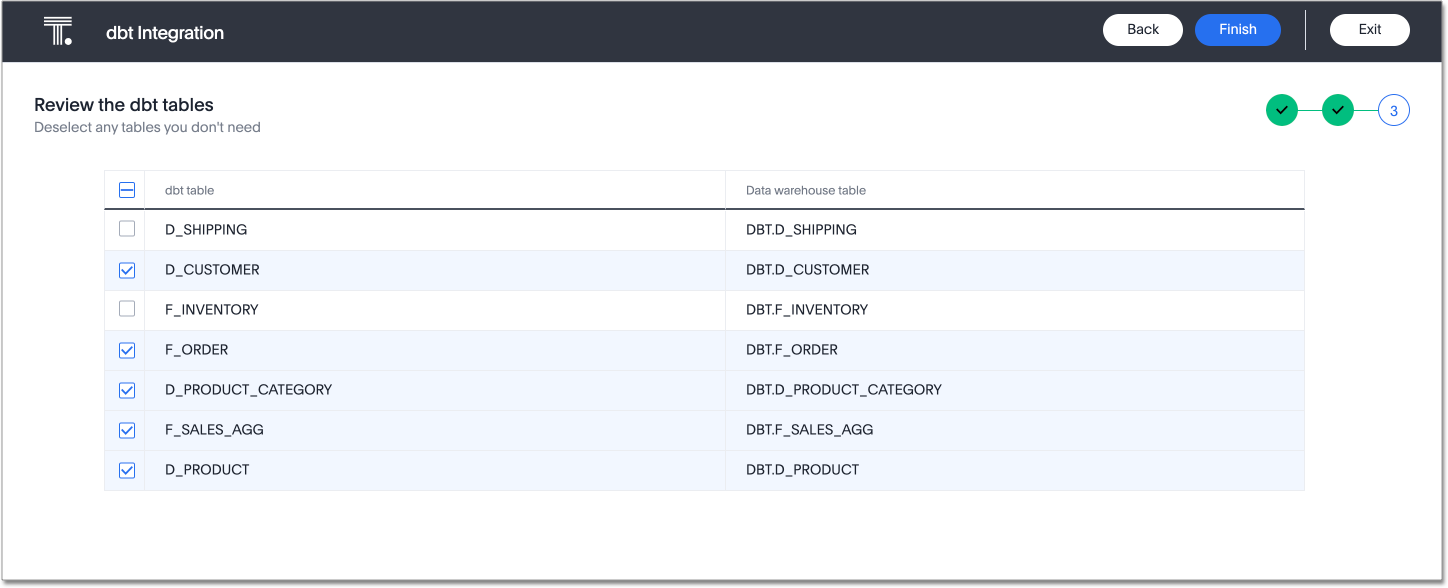 dbt Integration
Back
Finish
Exit
Review the dbt tables
Deselect any tables you don't need
3
dbt table Data warehouse table
D_SHIPPING DBT.D_SHIPPING
D_CUSTOMER DBT.D_CUSTOMER
F_INVENTORY DBT.F_INVENTORY
F_ORDER DBT.F_ORDER
D_PRODUCT_CATEGORY DBT.D_PRODUCT_CATEGORY
F_SALES_AGG DBT.F_SALES_AGG
D_PRODUCT DBT.D_PRODUCT